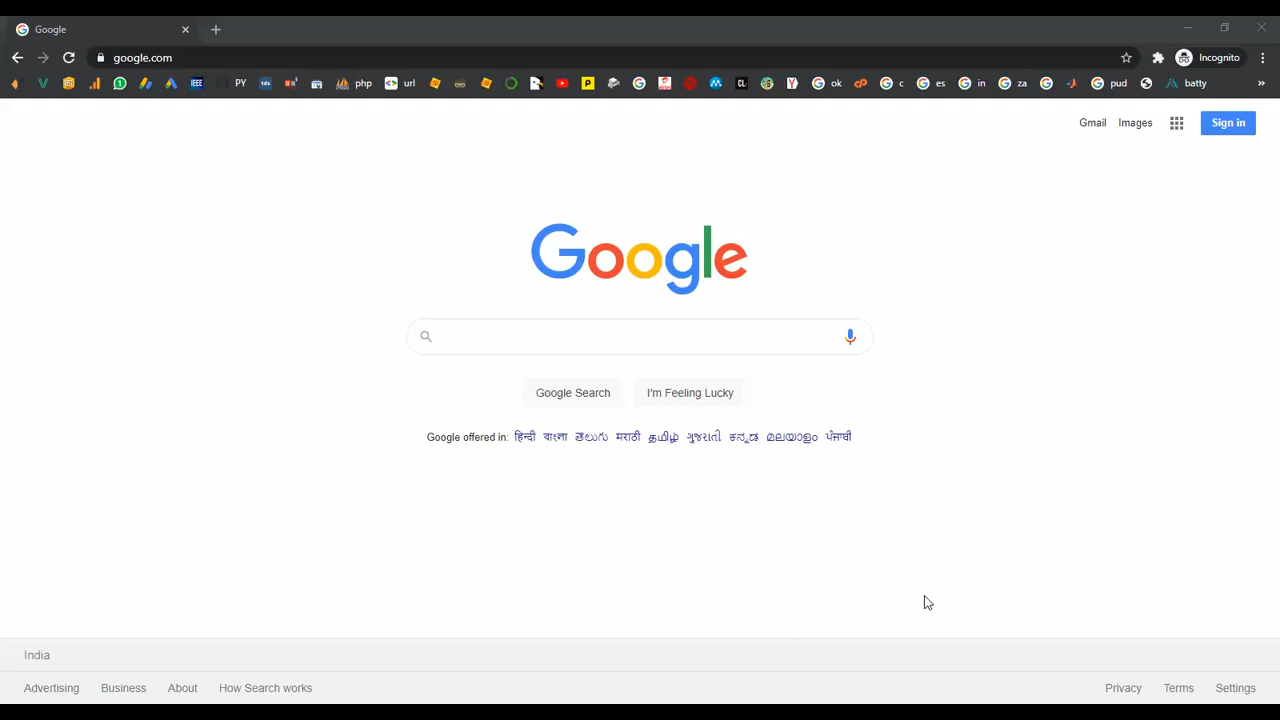 Google
google.com
Incognito
PY
php
url
ok
c
es
in
za
pud
batty
»
Gmail
Images
Sign in
Google
Google Search
I'm Feeling Lucky
Google offered in: हिन्दी বাংলা తెలుగు मराठी தமிழ் ગુજરાતી ಕನ್ನಡ മലയാളം ਪੰਜਾਬੀ
India
Advertising Business About How Search works
Privacy Terms Settings